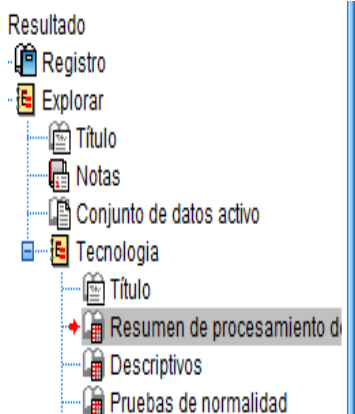 Resultado
Registro
Explorar
Título
Notas
Conjunto de datos activo
Tecnologia
Título
Resumen de procesamiento d
Descriptivos
Pruebas de normalidad